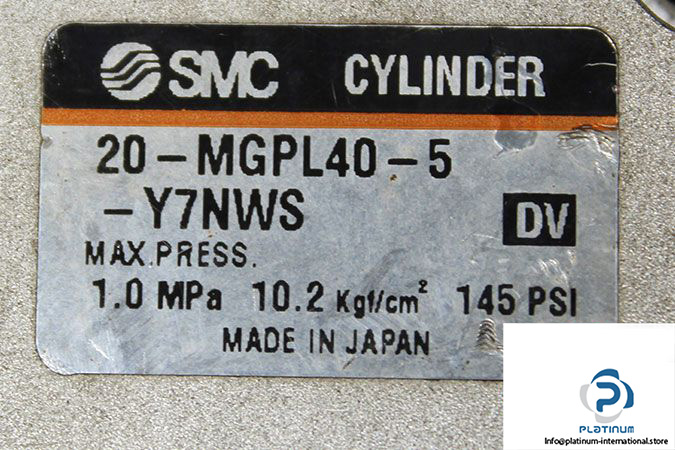 SMC CYLINDER
20-MGPL40-5
-Y7NWS
DV
MAX.PRESS.
1.0 MPa 10.2 Kgf/cm² 145 PSI
MADE IN JAPAN
PLATINUM
Info@platinum-international.store